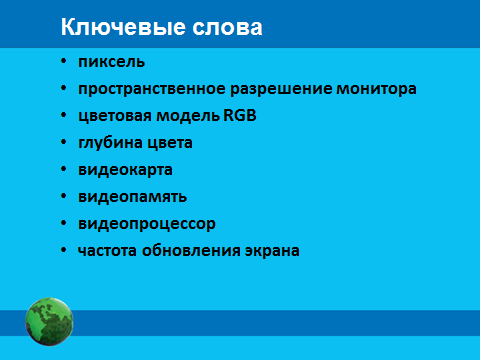 Ключевые слова
• пиксель
• пространственное разрешение монитора
• цветовая модель RGB
• глубина цвета
• видеокарта
• видеопамять
• видеопроцессор
• частота обновления экрана